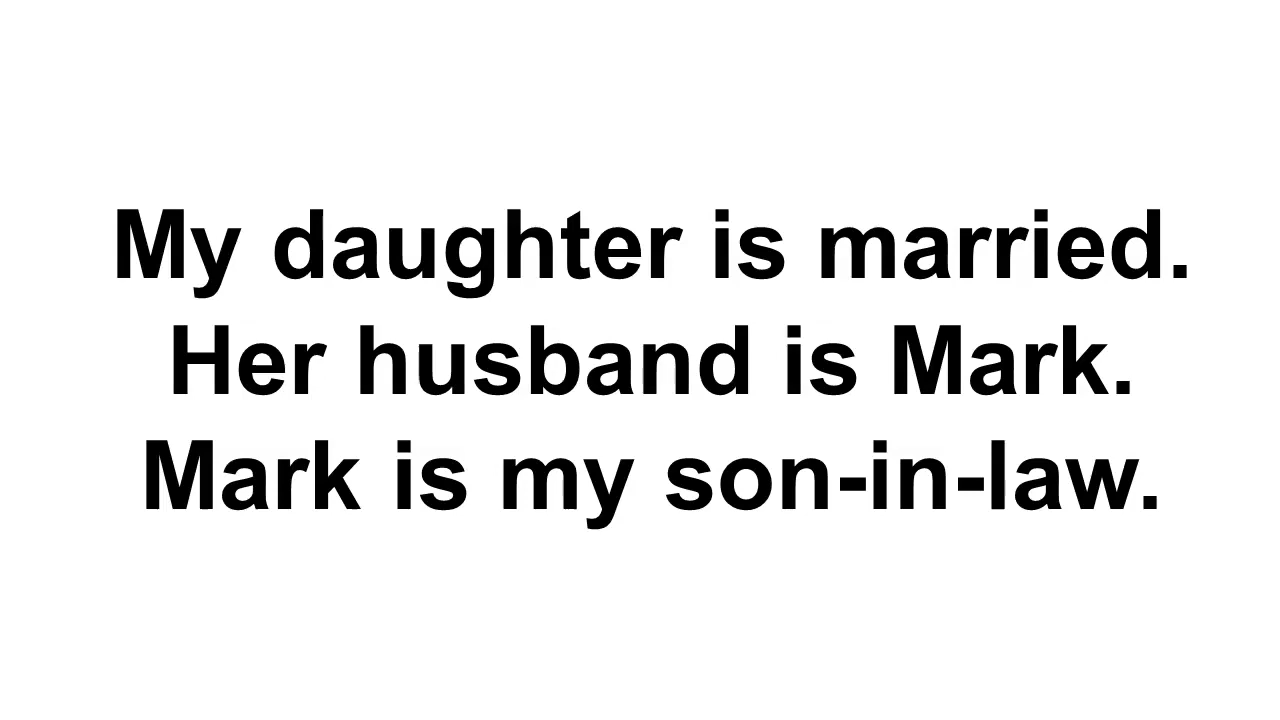 My daughter is married.
Her husband is Mark.
Mark is my son-in-law.